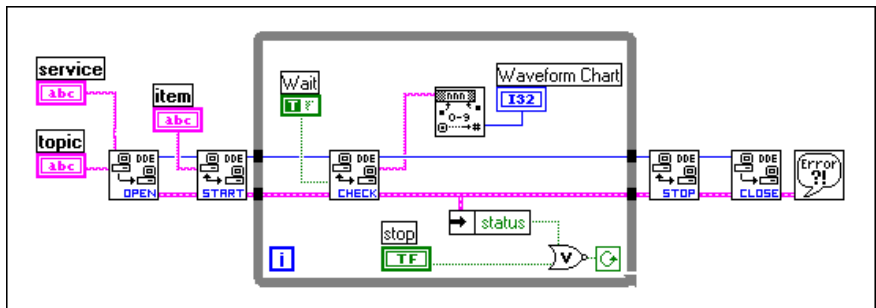 service
abc
item
abc
topic
abc
DDE
OPEN
DDE
START
Wait
T F
DDE
CHECK
nnn
0-9
#
Waveform Chart
I32
status
stop
TF
V
i
DDE
STOP
DDE
CLOSE
Error
?!